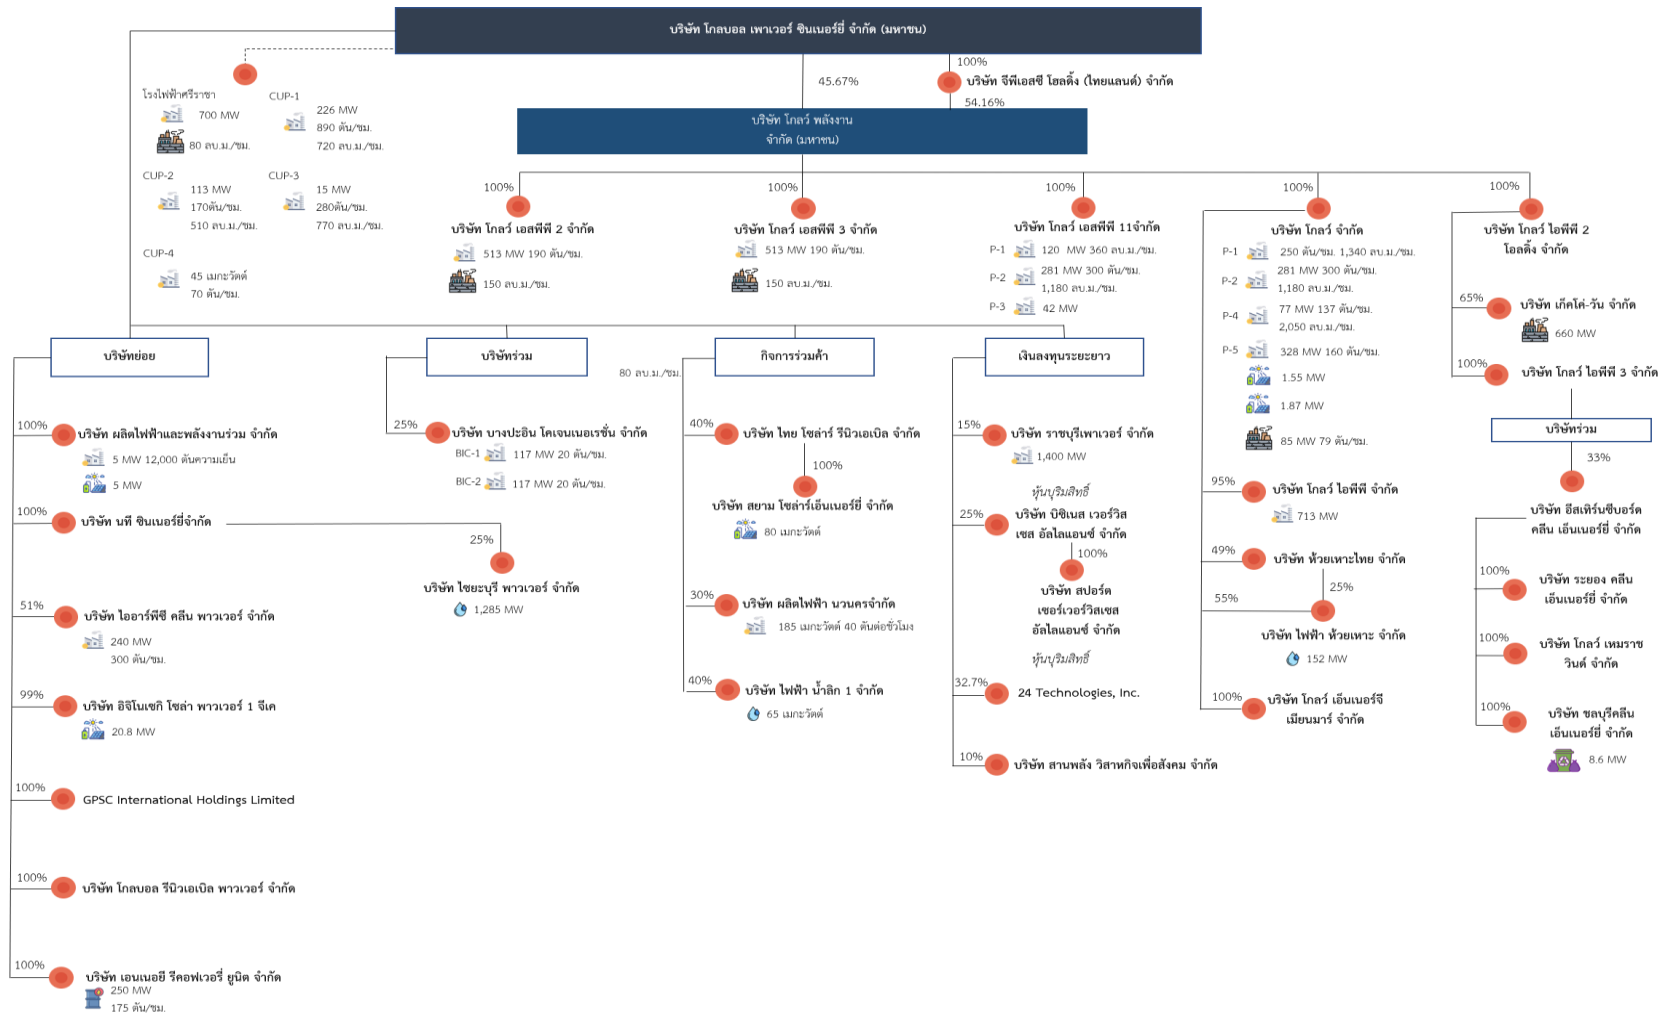 บริษัท โกลบอล เพาเวอร์ ซินเนอร์ยี่ จำกัด (มหาชน)
100%
45.67%
บริษัท จีพีเอสซี โฮลดิ้ง (ไทยแลนด์) จำกัด
54.16%
บริษัท โกลว์ พลังงาน
จำกัด (มหาชน)
โรงไฟฟ้าศรีราชา
700 MW
80 ลบ.ม./ชม.
CUP-1
226 MW
890 ตัน/ชม.
720 ลบ.ม./ชม.
CUP-2
113 MW
170ตัน/ชม.
510 ลบ.ม./ชม.
CUP-3
15 MW
280ตัน/ชม.
770 ลบ.ม./ชม.
CUP-4
45 เมกะวัตต์
70 ตัน/ชม.
100%
บริษัท โกลว์ เอสพีพี 2 จำกัด
513 MW 190 ตัน/ชม.
150 ลบ.ม./ชม.
100%
บริษัท โกลว์ เอสพีพี 3 จำกัด
513 MW 190 ตัน/ชม.
150 ลบ.ม./ชม.
100%
บริษัท โกลว์ เอสพีพี 11จำกัด
P-1
120 MW 360 ลบ.ม./ชม.
P-2
281 MW 300 ตัน/ชม.
1,180 ลบ.ม./ชม.
P-3
42 MW
100%
บริษัท โกลว์ จำกัด
P-1
250 ตัน/ชม. 1,340 ลบ.ม./ชม.
P-2
281 MW 300 ตัน/ชม.
1,180 ลบ.ม./ชม.
P-4
77 MW 137 ตัน/ชม.
2,050 ลบ.ม./ชม.
P-5
328 MW 160 ตัน/ชม.
1.55 MW
1.87 MW
85 MW 79 ตัน/ชม.
95%
บริษัท โกลว์ ไอพีพี จำกัด
713 MW
49%
บริษัท ห้วยเหาะไทย จำกัด
25%
55%
บริษัท ไฟฟ้า ห้วยเหาะ จำกัด
152 MW
100%
บริษัท โกลว์ เอ็นเนอร์จี
เมียนมาร์ จำกัด
100%
บริษัท โกลว์ ไอพีพี 2
โฮลดิ้ง จำกัด
65%
บริษัท เก็คโค่-วัน จำกัด
660 MW
100%
บริษัท โกลว์ ไอพีพี 3 จำกัด
บริษัทร่วม
33%
บริษัท อีสเทิร์นซีบอร์ด
คลีน เอ็นเนอร์ยี่ จำกัด
100%
บริษัท ระยอง คลีน
เอ็นเนอร์ยี่ จำกัด
100%
บริษัท โกลว์ เหมราช
วินด์ จำกัด
100%
บริษัท ชลบุรีคลีน
เอ็นเนอร์ยี่ จำกัด
8.6 MW
บริษัทย่อย
100%
บริษัท ผลิตไฟฟ้าและพลังงานร่วม จำกัด
5 MW 12,000 ตันความเย็น
5 MW
100%
บริษัท นที ซินเนอร์ยี่จำกัด
25%
บริษัท ไซยะบุรี พาวเวอร์ จำกัด
1,285 MW
51%
บริษัท ไออาร์พีซี คลีน พาวเวอร์ จำกัด
240 MW
300 ตัน/ชม.
99%
บริษัท อิจิโนเซกิ โซล่า พาวเวอร์ 1 จีเค
20.8 MW
100%
GPSC International Holdings Limited
100%
บริษัท โกลบอล รีนิวเอเบิล พาวเวอร์ จำกัด
100%
บริษัท เอนเนอยี รีคอฟเวอรี่ ยูนิต จำกัด
250 MW
175 ตัน/ชม.
บริษัทร่วม
25%
บริษัท บางปะอิน โคเจนเนอเรชั่น จำกัด
BIC-1
117 MW 20 ตัน/ชม.
BIC-2
117 MW 20 ตัน/ชม.
กิจการร่วมค้า
80 ลบ.ม./ชม.
40%
บริษัท ไทย โซล่าร์ รีนิวเอเบิล จำกัด
100%
บริษัท สยาม โซล่าร์เอ็นเนอร์ยี่ จำกัด
80 เมกะวัตต์
30%
บริษัท ผลิตไฟฟ้า นวนครจำกัด
185 เมกะวัตต์ 40 ตันต่อชั่วโมง
40%
บริษัท ไฟฟ้า น้ำลิก 1 จำกัด
65 เมกะวัตต์
เงินลงทุนระยะยาว
15%
บริษัท ราชบุรีเพาเวอร์ จำกัด
1,400 MW
หุ้นบุริมสิทธิ์
25%
บริษัท บิซิเนส เวอร์วิส
เซส อัลไลแอนซ์ จำกัด
100%
บริษัท สปอร์ต
เซอร์เวอร์วิสเซส
อัลไลแอนซ์ จำกัด
หุ้นบุริมสิทธิ์
32.7%
24 Technologies, Inc.
10%
บริษัท สานพลัง วิสาหกิจเพื่อสังคม จำกัด